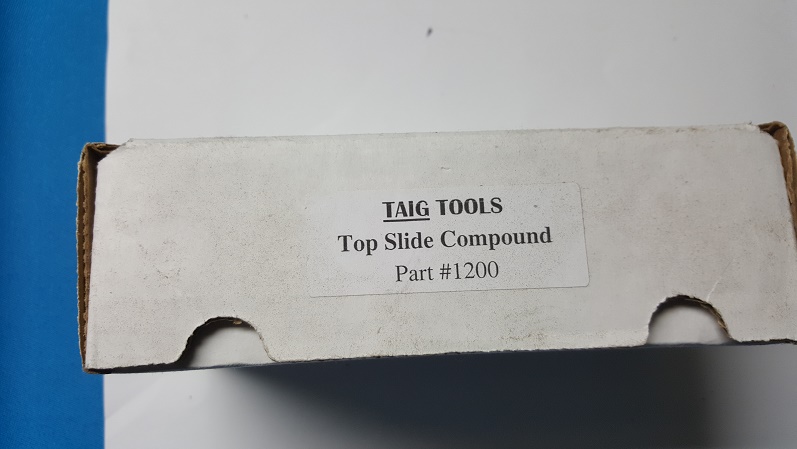 TAIG TOOLS
Top Slide Compound
Part #1200